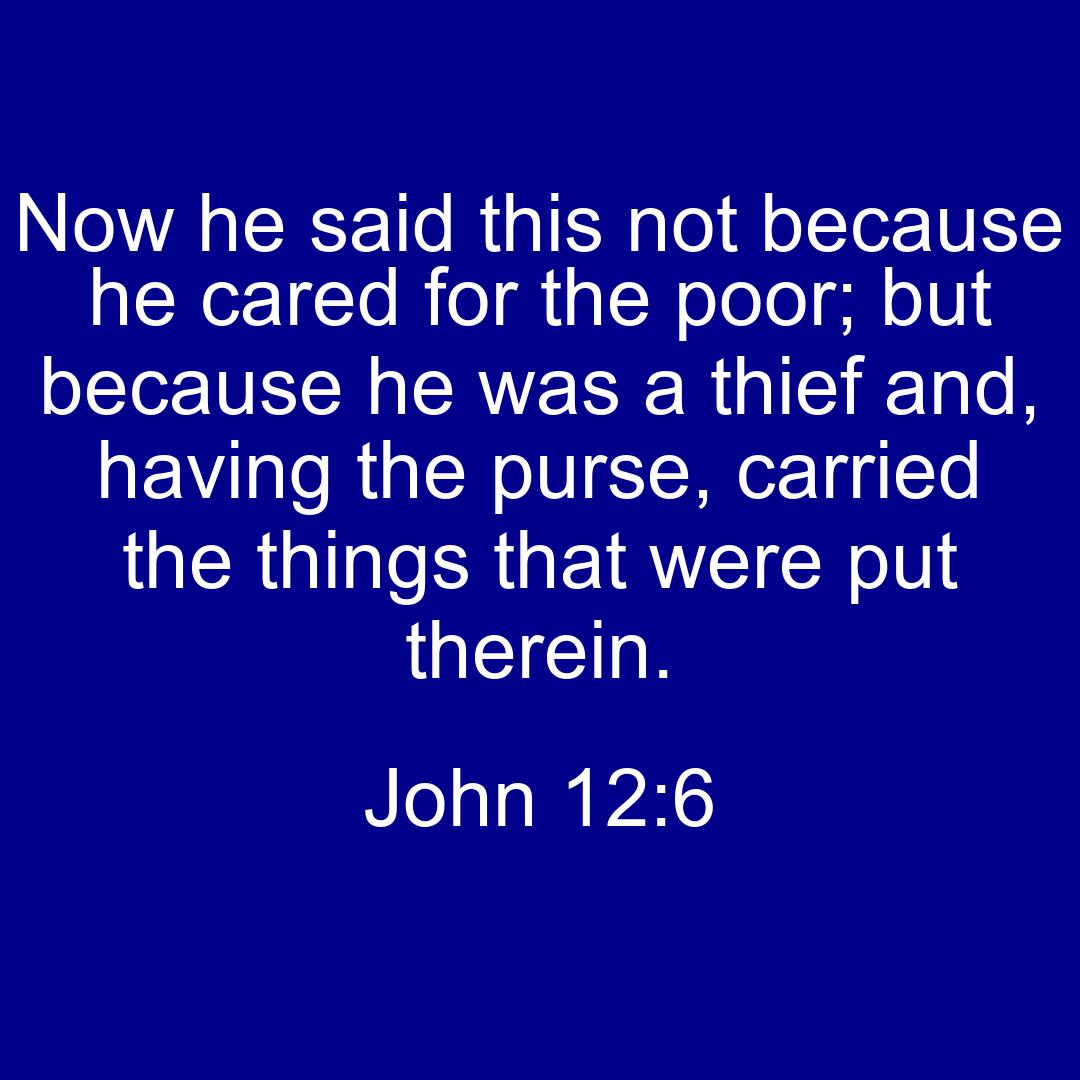 Now he said this not because
he cared for the poor; but
because he was a thief and,
having the purse, carried
the things that were put
therein.
John 12:6